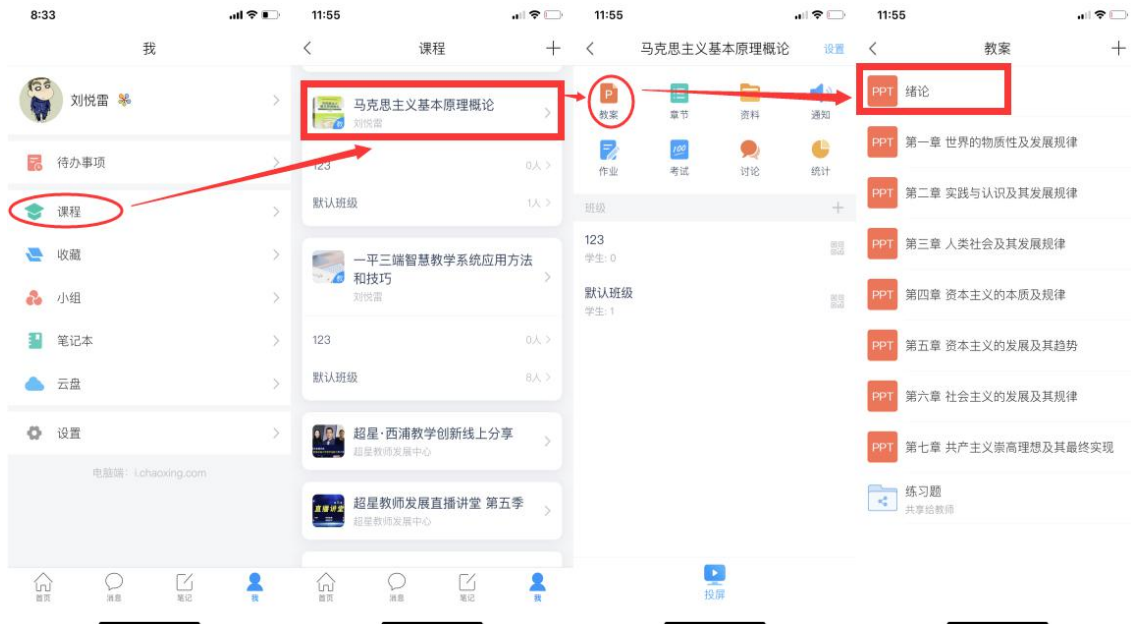 8:33
我
刘悦雷
待办事项
课程
收藏
小组
笔记本
云盘
设置
电脑端：i.chaoxing.com
首页
消息
笔记
我
11:55
课程
马克思主义基本原理概论
刘悦雷
123
0人
默认班级
1人
一平三端智慧教学系统应用方法
和技巧
刘悦雷
123
0人
默认班级
8人
超星·西浦教学创新线上分享
超星教师发展中心
直播讲堂
超星教师发展直播讲堂 第五季
超星教师发展中心
首页
消息
笔记
我
11:55
马克思主义基本原理概论
设置
P
教案
章节
资料
通知
100
作业
考试
讨论
统计
班级
123
学生: 0
默认班级
学生: 1
投屏
11:55
教案
PPT 绪论
PPT 第一章 世界的物质性及发展规律
PPT 第二章 实践与认识及其发展规律
PPT 第三章 人类社会及其发展规律
PPT 第四章 资本主义的本质及规律
PPT 第五章 资本主义的发展及其趋势
PPT 第六章 社会主义的发展及其规律
PPT 第七章 共产主义崇高理想及其最终实现
练习题
共享给教师